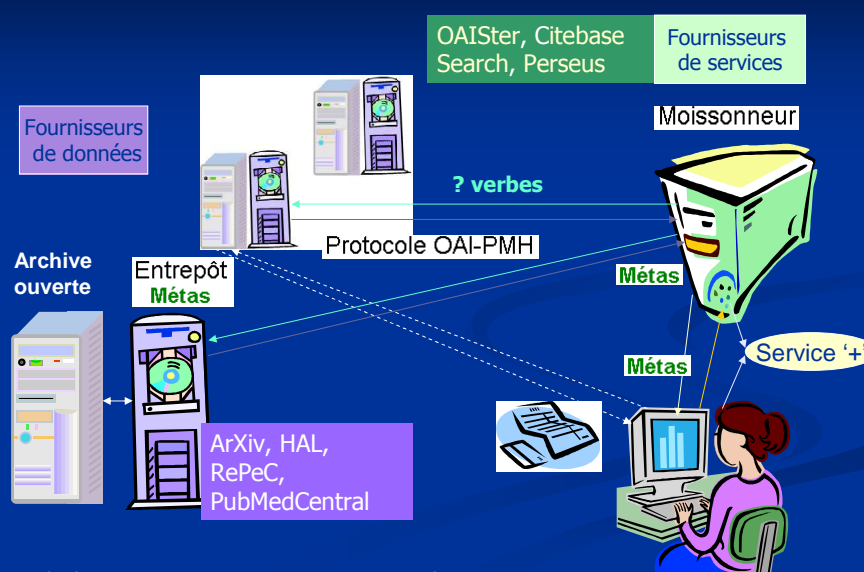 OAISter, Citebase
Search, Perseus
Fournisseurs
de services
Moissonneur
Fournisseurs
de données
? verbes
Protocole OAI-PMH
Archive
ouverte
Entrepôt
Métas
Métas
Service ‘+’
Métas
ArXiv, HAL,
RePeC,
PubMedCentral